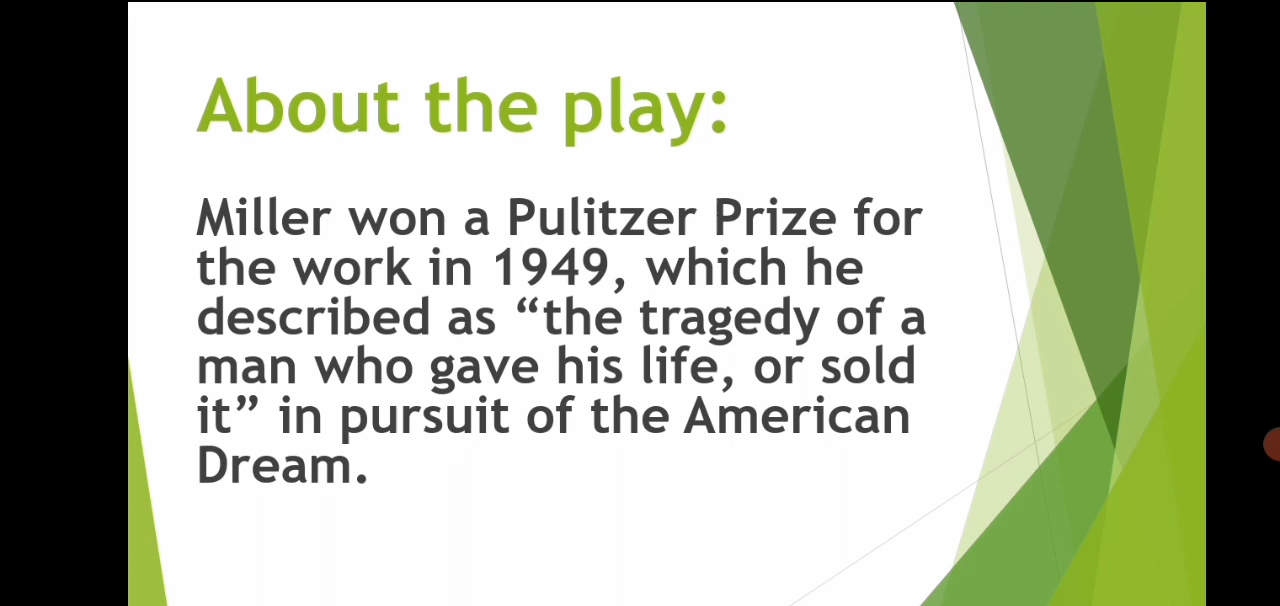 About the play:
Miller won a Pulitzer Prize for
the work in 1949, which he
described as “the tragedy of a
man who gave his life, or sold
it” in pursuit of the American
Dream.